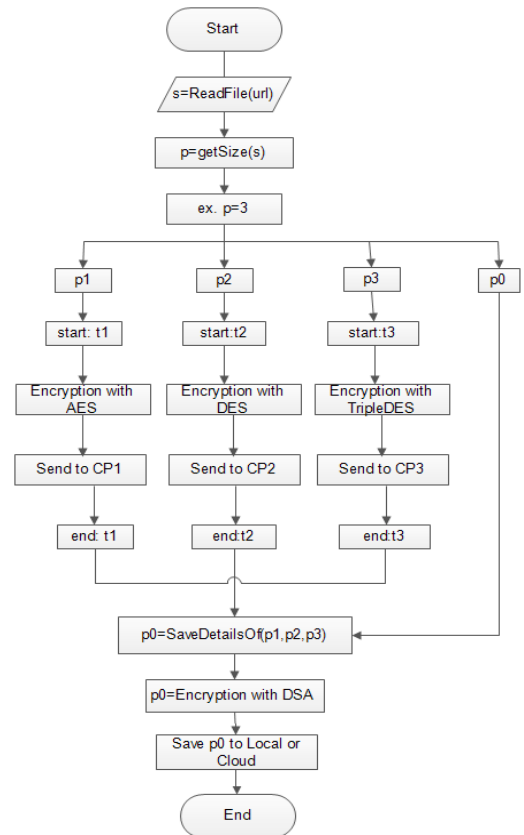 Start
s=ReadFile(url)
p=getSize(s)
ex. p=3
p1
p2
p3
p0
start: t1
start:t2
start:t3
Encryption with
AES
Encryption with
DES
Encryption with
TripleDES
Send to CP1
Send to CP2
Send to CP3
end: t1
end:t2
end:t3
p0=SaveDetailsOf(p1,p2,p3)
p0=Encryption with DSA
Save p0 to Local or
Cloud
End